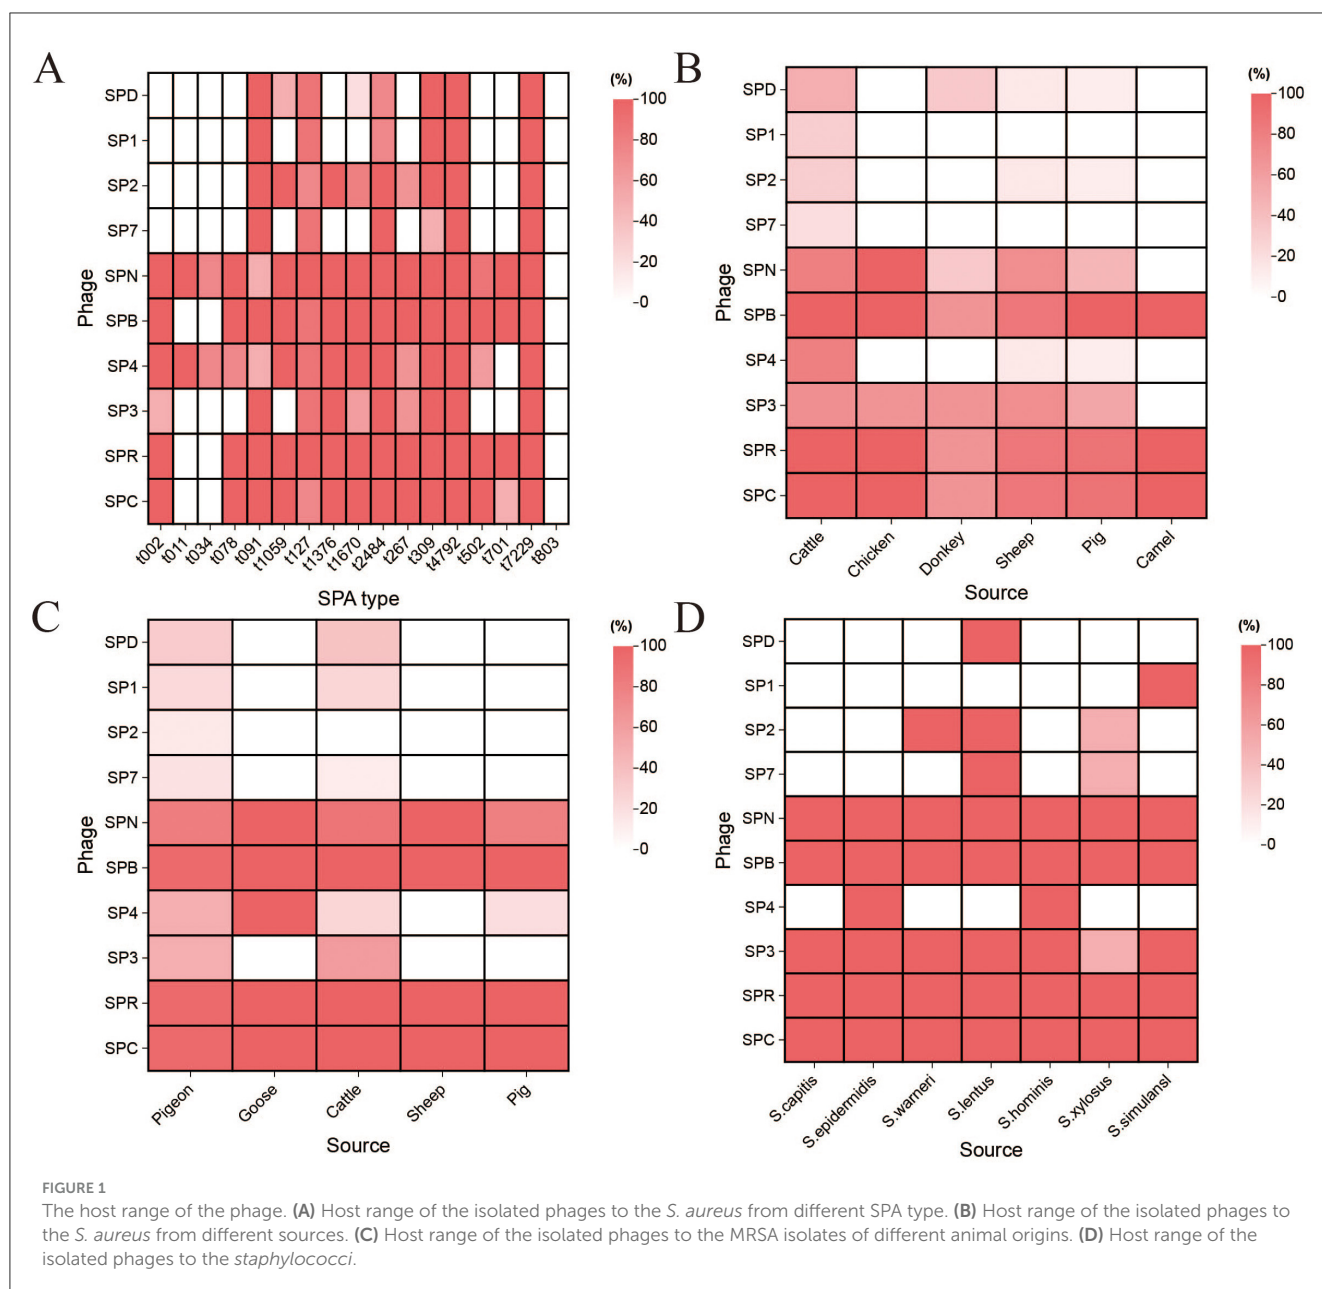 A
(%)
SPD
SP1
SP2
SP7
SPN
SPB
SP4
SP3
SPR
SPC
Phage
100
80
60
40
20
0
t002
t011
t034
t078
t091
t1059
t127
t1376
t1670
t2484
t267
t309
t4792
t502
t701
t7229
t803
SPA type
B
(%)
SPD
SP1
SP2
SP7
SPN
SPB
SP4
SP3
SPR
SPC
Phage
100
80
60
40
20
0
Cattle
Chicken
Donkey
Sheep
Pig
Camel
Source
C
(%)
SPD
SP1
SP2
SP7
SPN
SPB
SP4
SP3
SPR
SPC
Phage
100
80
60
40
20
0
Pigeon
Goose
Cattle
Sheep
Pig
Source
D
(%)
SPD
SP1
SP2
SP7
SPN
SPB
SP4
SP3
SPR
SPC
Phage
100
80
60
40
20
0
S.capitis
S.epidermidis
S.warneri
S.lentus
S.hominis
S.xylosus
S.simulansl
Source
FIGURE 1
The host range of the phage. (A) Host range of the isolated phages to the S. aureus from different SPA type. (B) Host range of the isolated phages to
the S. aureus from different sources. (C) Host range of the isolated phages to the MRSA isolates of different animal origins. (D) Host range of the
isolated phages to the staphylococci.